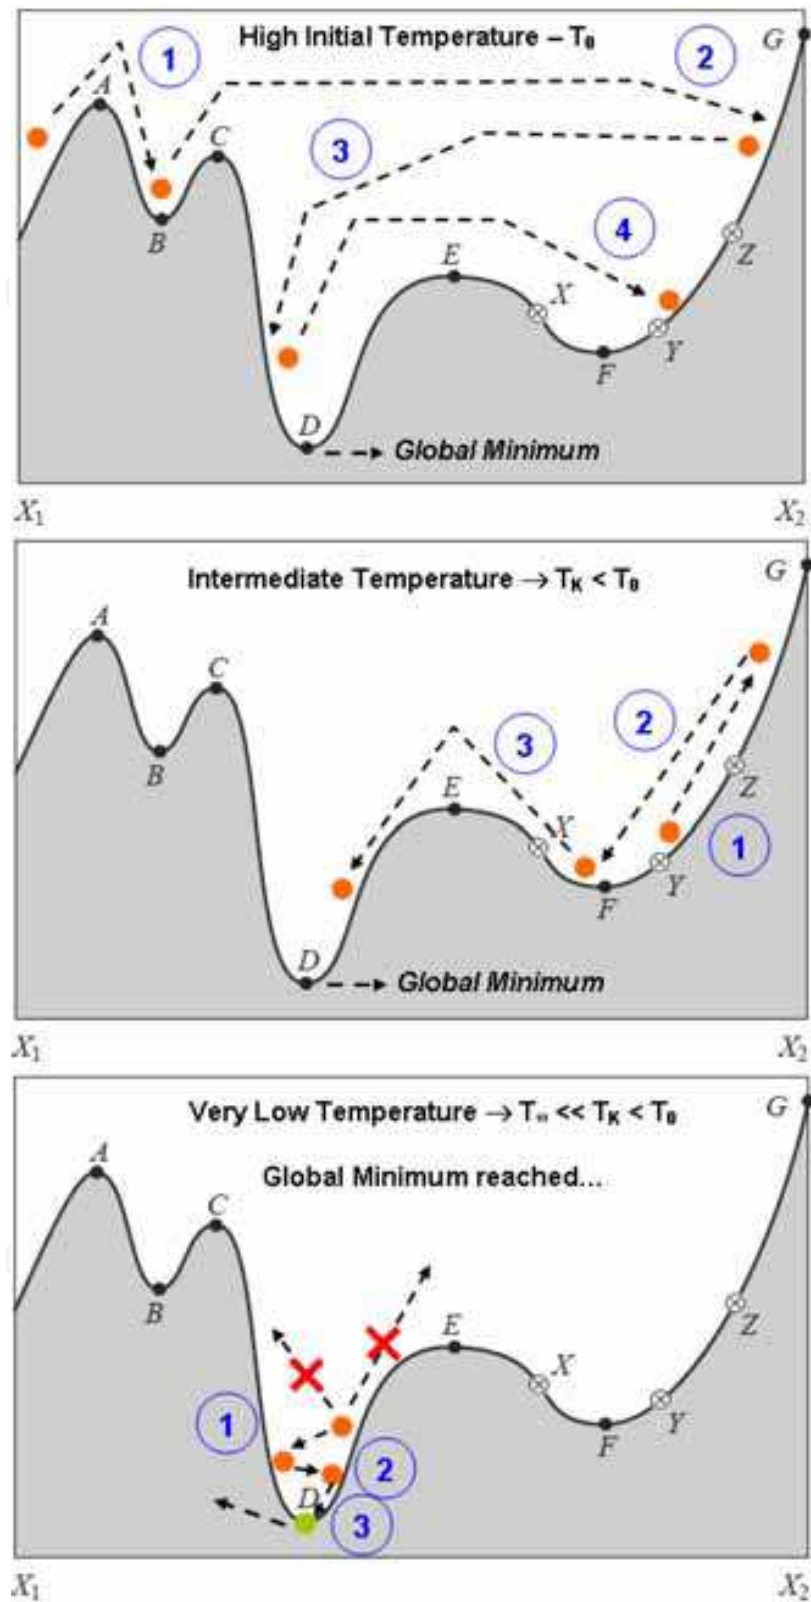 High Initial Temperature – T₀
G
1
2
A
C
3
B
4
Z
E
X
Y
F
D
Global Minimum
X₁
X₂
Intermediate Temperature → Tₖ < T₀
G
A
C
2
3
B
Z
E
X
1
Y
F
D
Global Minimum
X₁
X₂
Very Low Temperature → T∞ << Tₖ < T₀
G
A
Global Minimum reached...
C
B
Z
E
X
1
Y
F
2
D
3
X₁
X₂